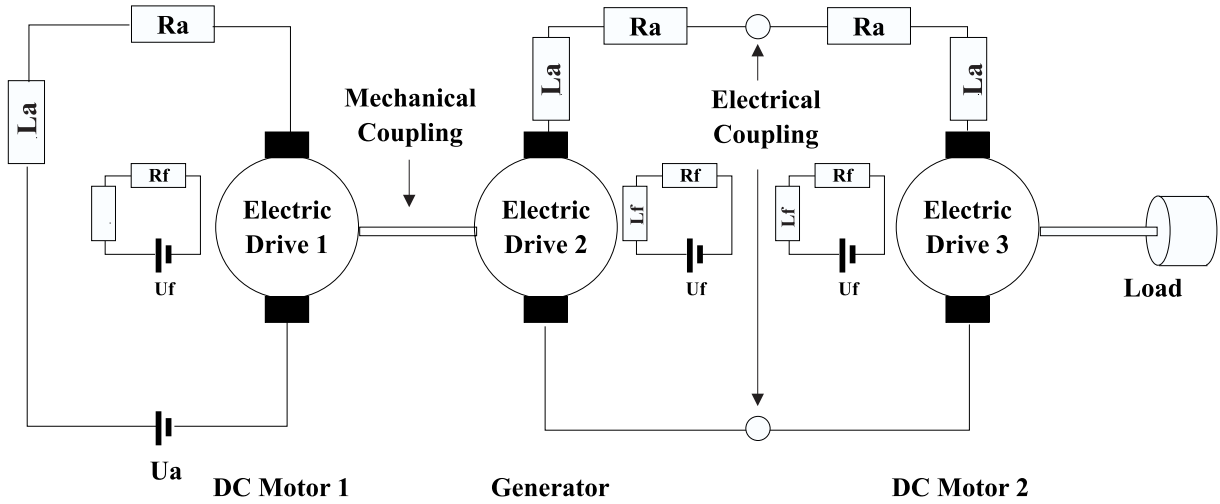 Ra
Ra
Ra
La
La
La
Mechanical
Coupling
Electrical
Coupling
Rf
Rf
Rf
Lf
Lf
Electric
Drive 1
Electric
Drive 2
Electric
Drive 3
Uf
Uf
Uf
Load
Ua
DC Motor 1
Generator
DC Motor 2